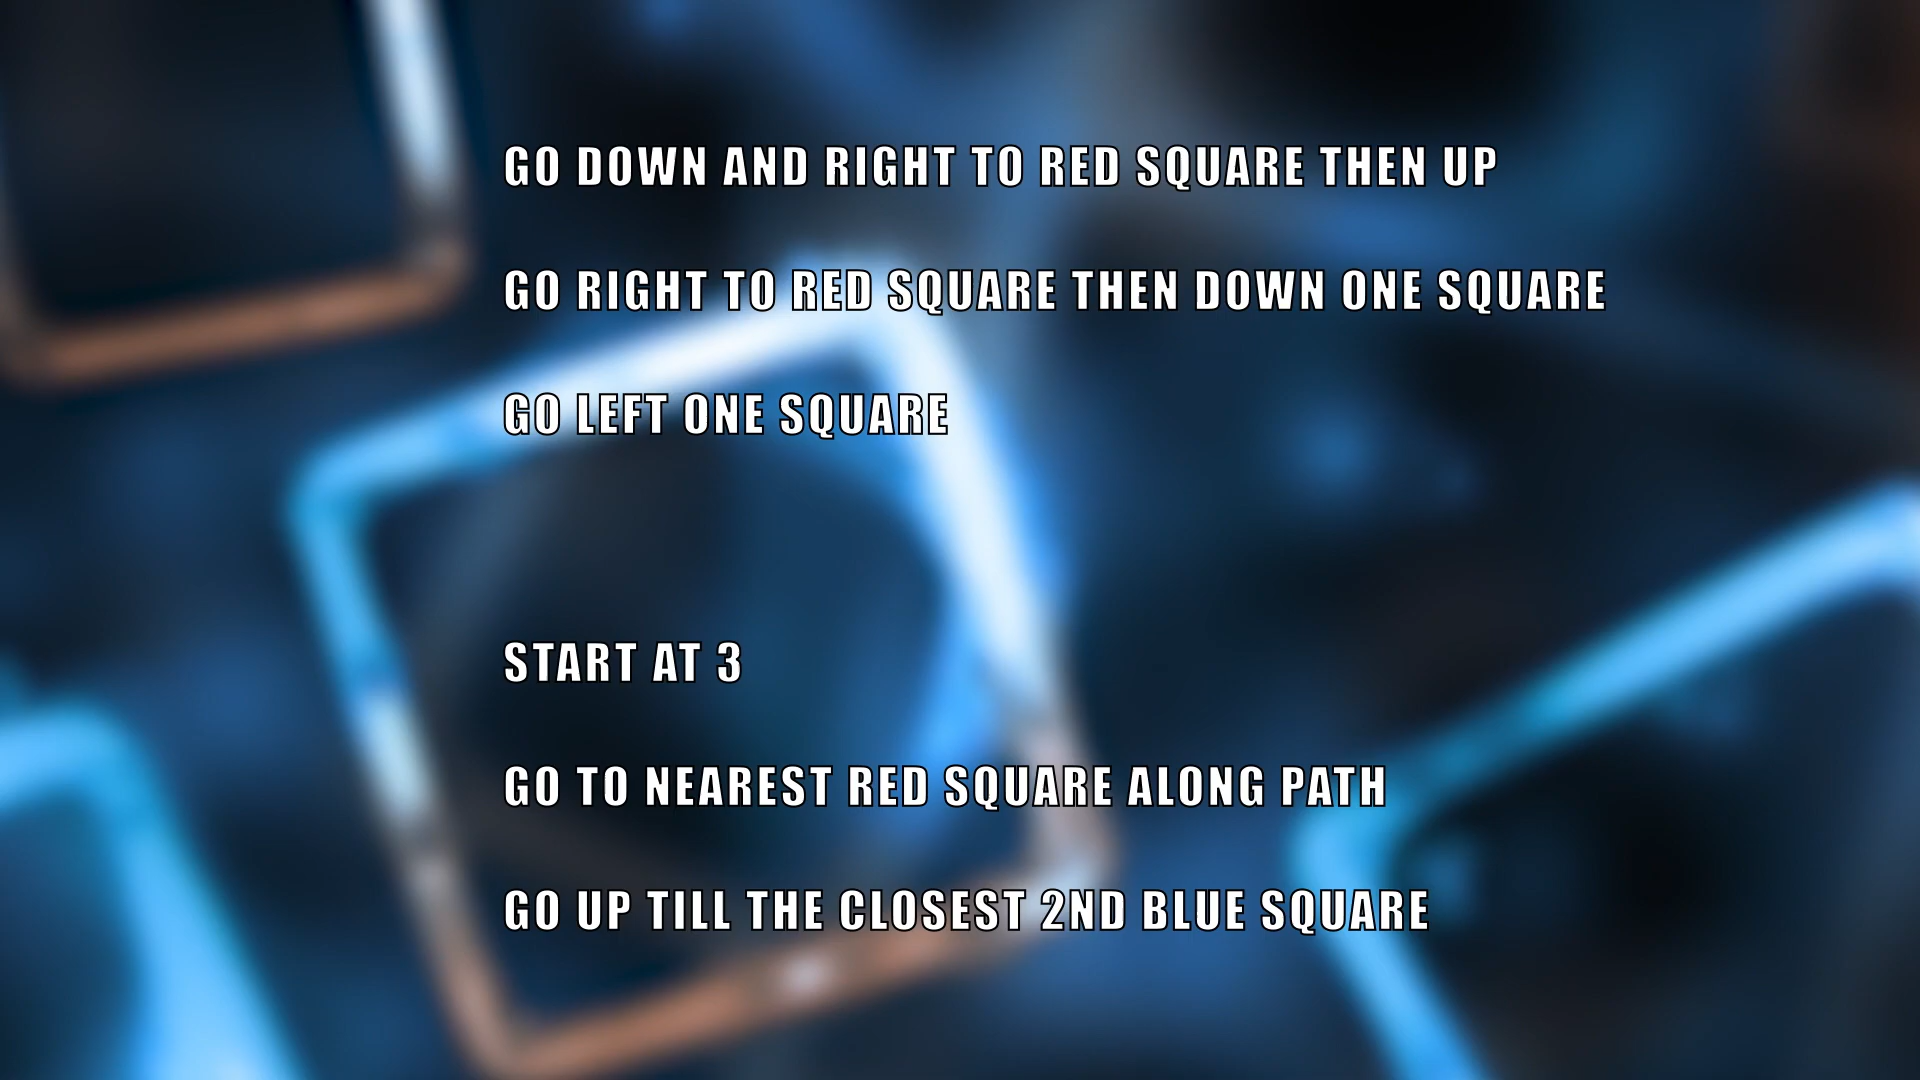 GO DOWN AND RIGHT TO RED SQUARE THEN UP
GO RIGHT TO RED SQUARE THEN DOWN ONE SQUARE
GO LEFT ONE SQUARE
START AT 3
GO TO NEAREST RED SQUARE ALONG PATH
GO UP TILL THE CLOSEST 2ND BLUE SQUARE